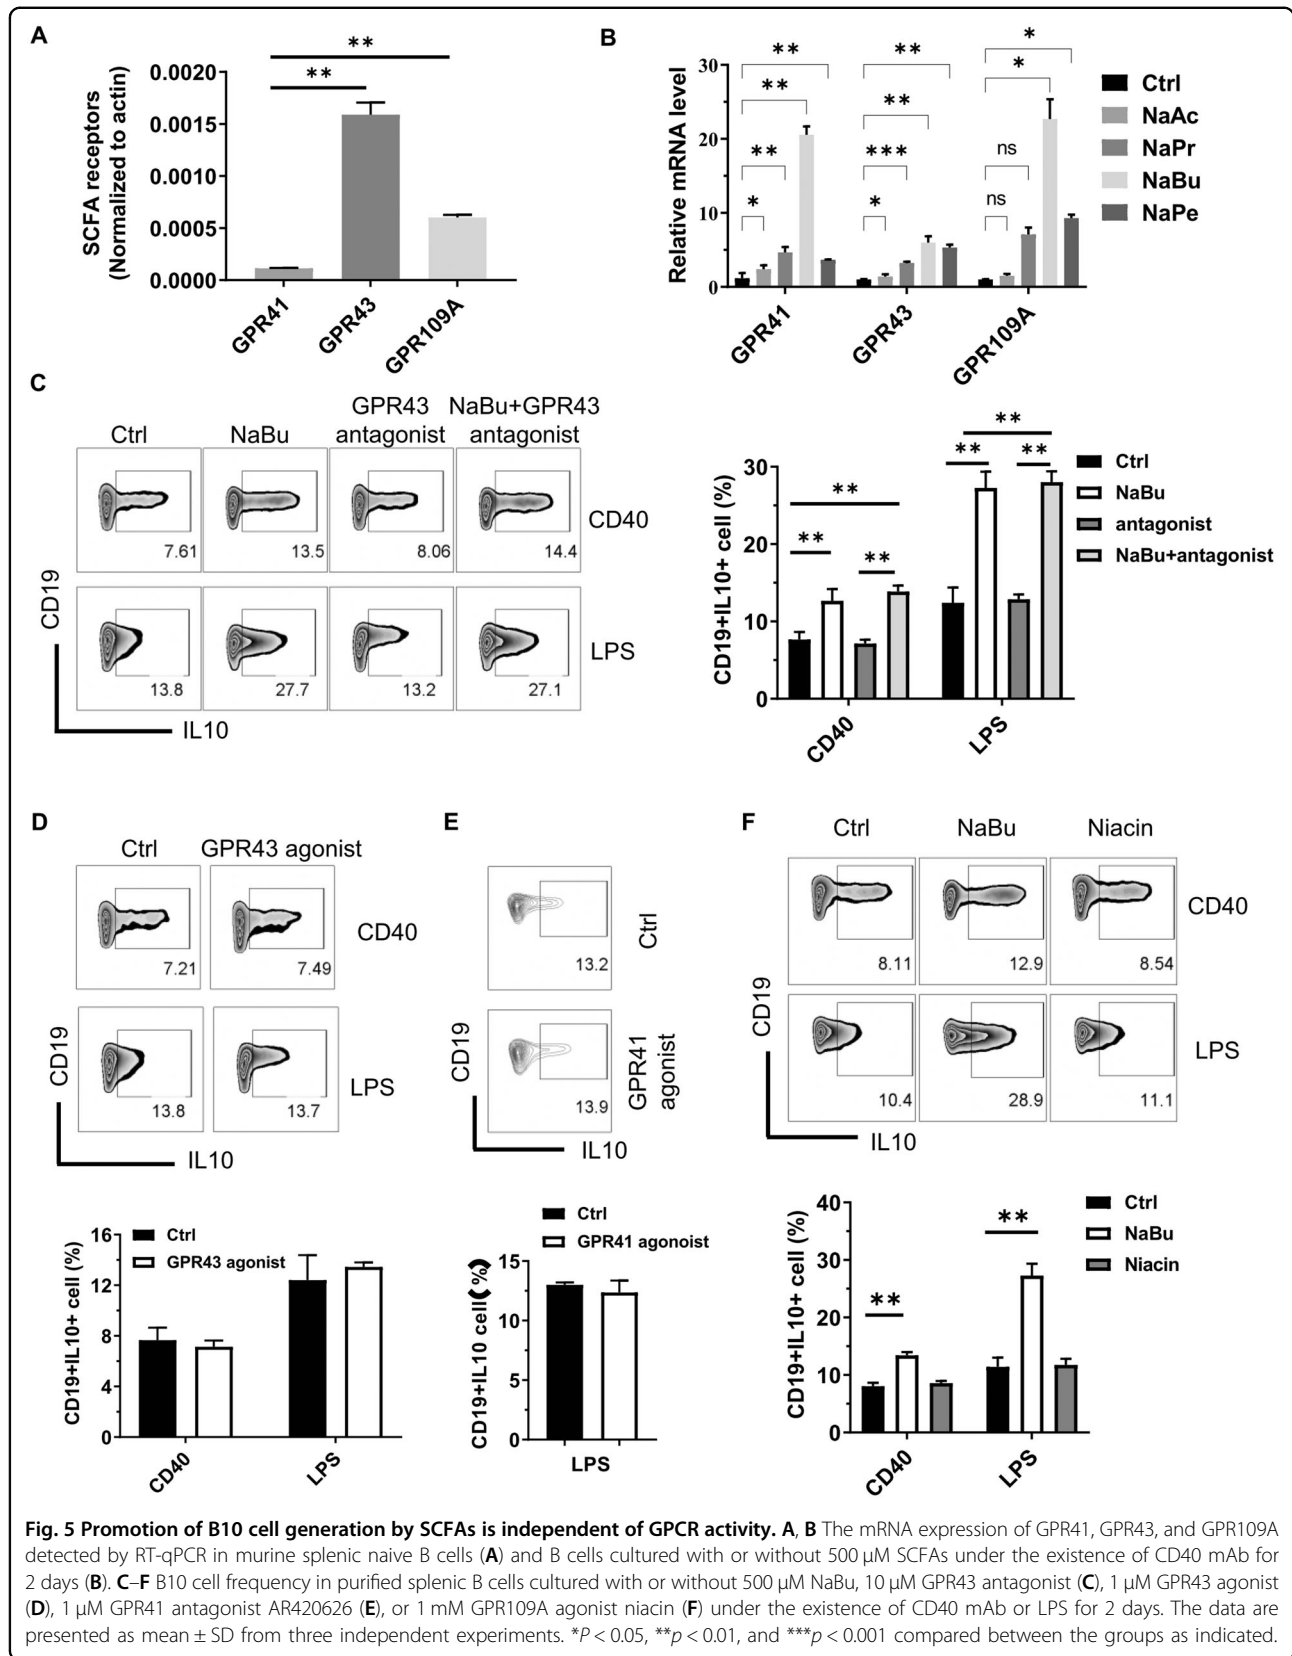 A
SCFA receptors
(Normalized to actin)
0.0020
0.0015
0.0010
0.0005
0.0000
**
**
GPR41
GPR43
GPR109A
B
Relative mRNA level
30
20
10
0
*
**
**
**
*
***
**
**
ns
ns
*
*
GPR41
GPR43
GPR109A
Ctrl
NaAc
NaPr
NaBu
NaPe
C
Ctrl
NaBu
GPR43
antagonist
NaBu+GPR43
antagonist
7.61
13.5
8.06
14.4
CD40
13.8
27.7
13.2
27.1
LPS
CD19
IL10
CD19+IL10+ cell (%)
30
20
10
0
**
**
**
**
**
**
CD40
LPS
Ctrl
NaBu
antagonist
NaBu+antagonist
D
Ctrl
GPR43 agonist
7.21
7.49
CD40
13.8
13.7
LPS
CD19
IL10
CD19+IL10+ cell (%)
16
12
8
4
0
Ctrl
GPR43 agonist
CD40
LPS
E
13.2
Ctrl
13.9
GPR41
agonist
CD19
IL10
Ctrl
GPR41 agonoist
CD19+IL10 cell(%)
15
10
5
0
LPS
F
Ctrl
NaBu
Niacin
8.11
12.9
8.54
CD40
10.4
28.9
11.1
LPS
CD19
IL10
CD19+IL10+ cell (%)
40
30
20
10
0
**
**
CD40
LPS
Ctrl
NaBu
Niacin
Fig. 5 Promotion of B10 cell generation by SCFAs is independent of GPCR activity. A, B The mRNA expression of GPR41, GPR43, and GPR109A
detected by RT-qPCR in murine splenic naive B cells (A) and B cells cultured with or without 500 μM SCFAs under the existence of CD40 mAb for
2 days (B). C–F B10 cell frequency in purified splenic B cells cultured with or without 500 μM NaBu, 10 μM GPR43 antagonist (C), 1 μM GPR43 agonist
(D), 1 μM GPR41 antagonist AR420626 (E), or 1 mM GPR109A agonist niacin (F) under the existence of CD40 mAb or LPS for 2 days. The data are
presented as mean ± SD from three independent experiments. *P < 0.05, **p < 0.01, and ***p < 0.001 compared between the groups as indicated.